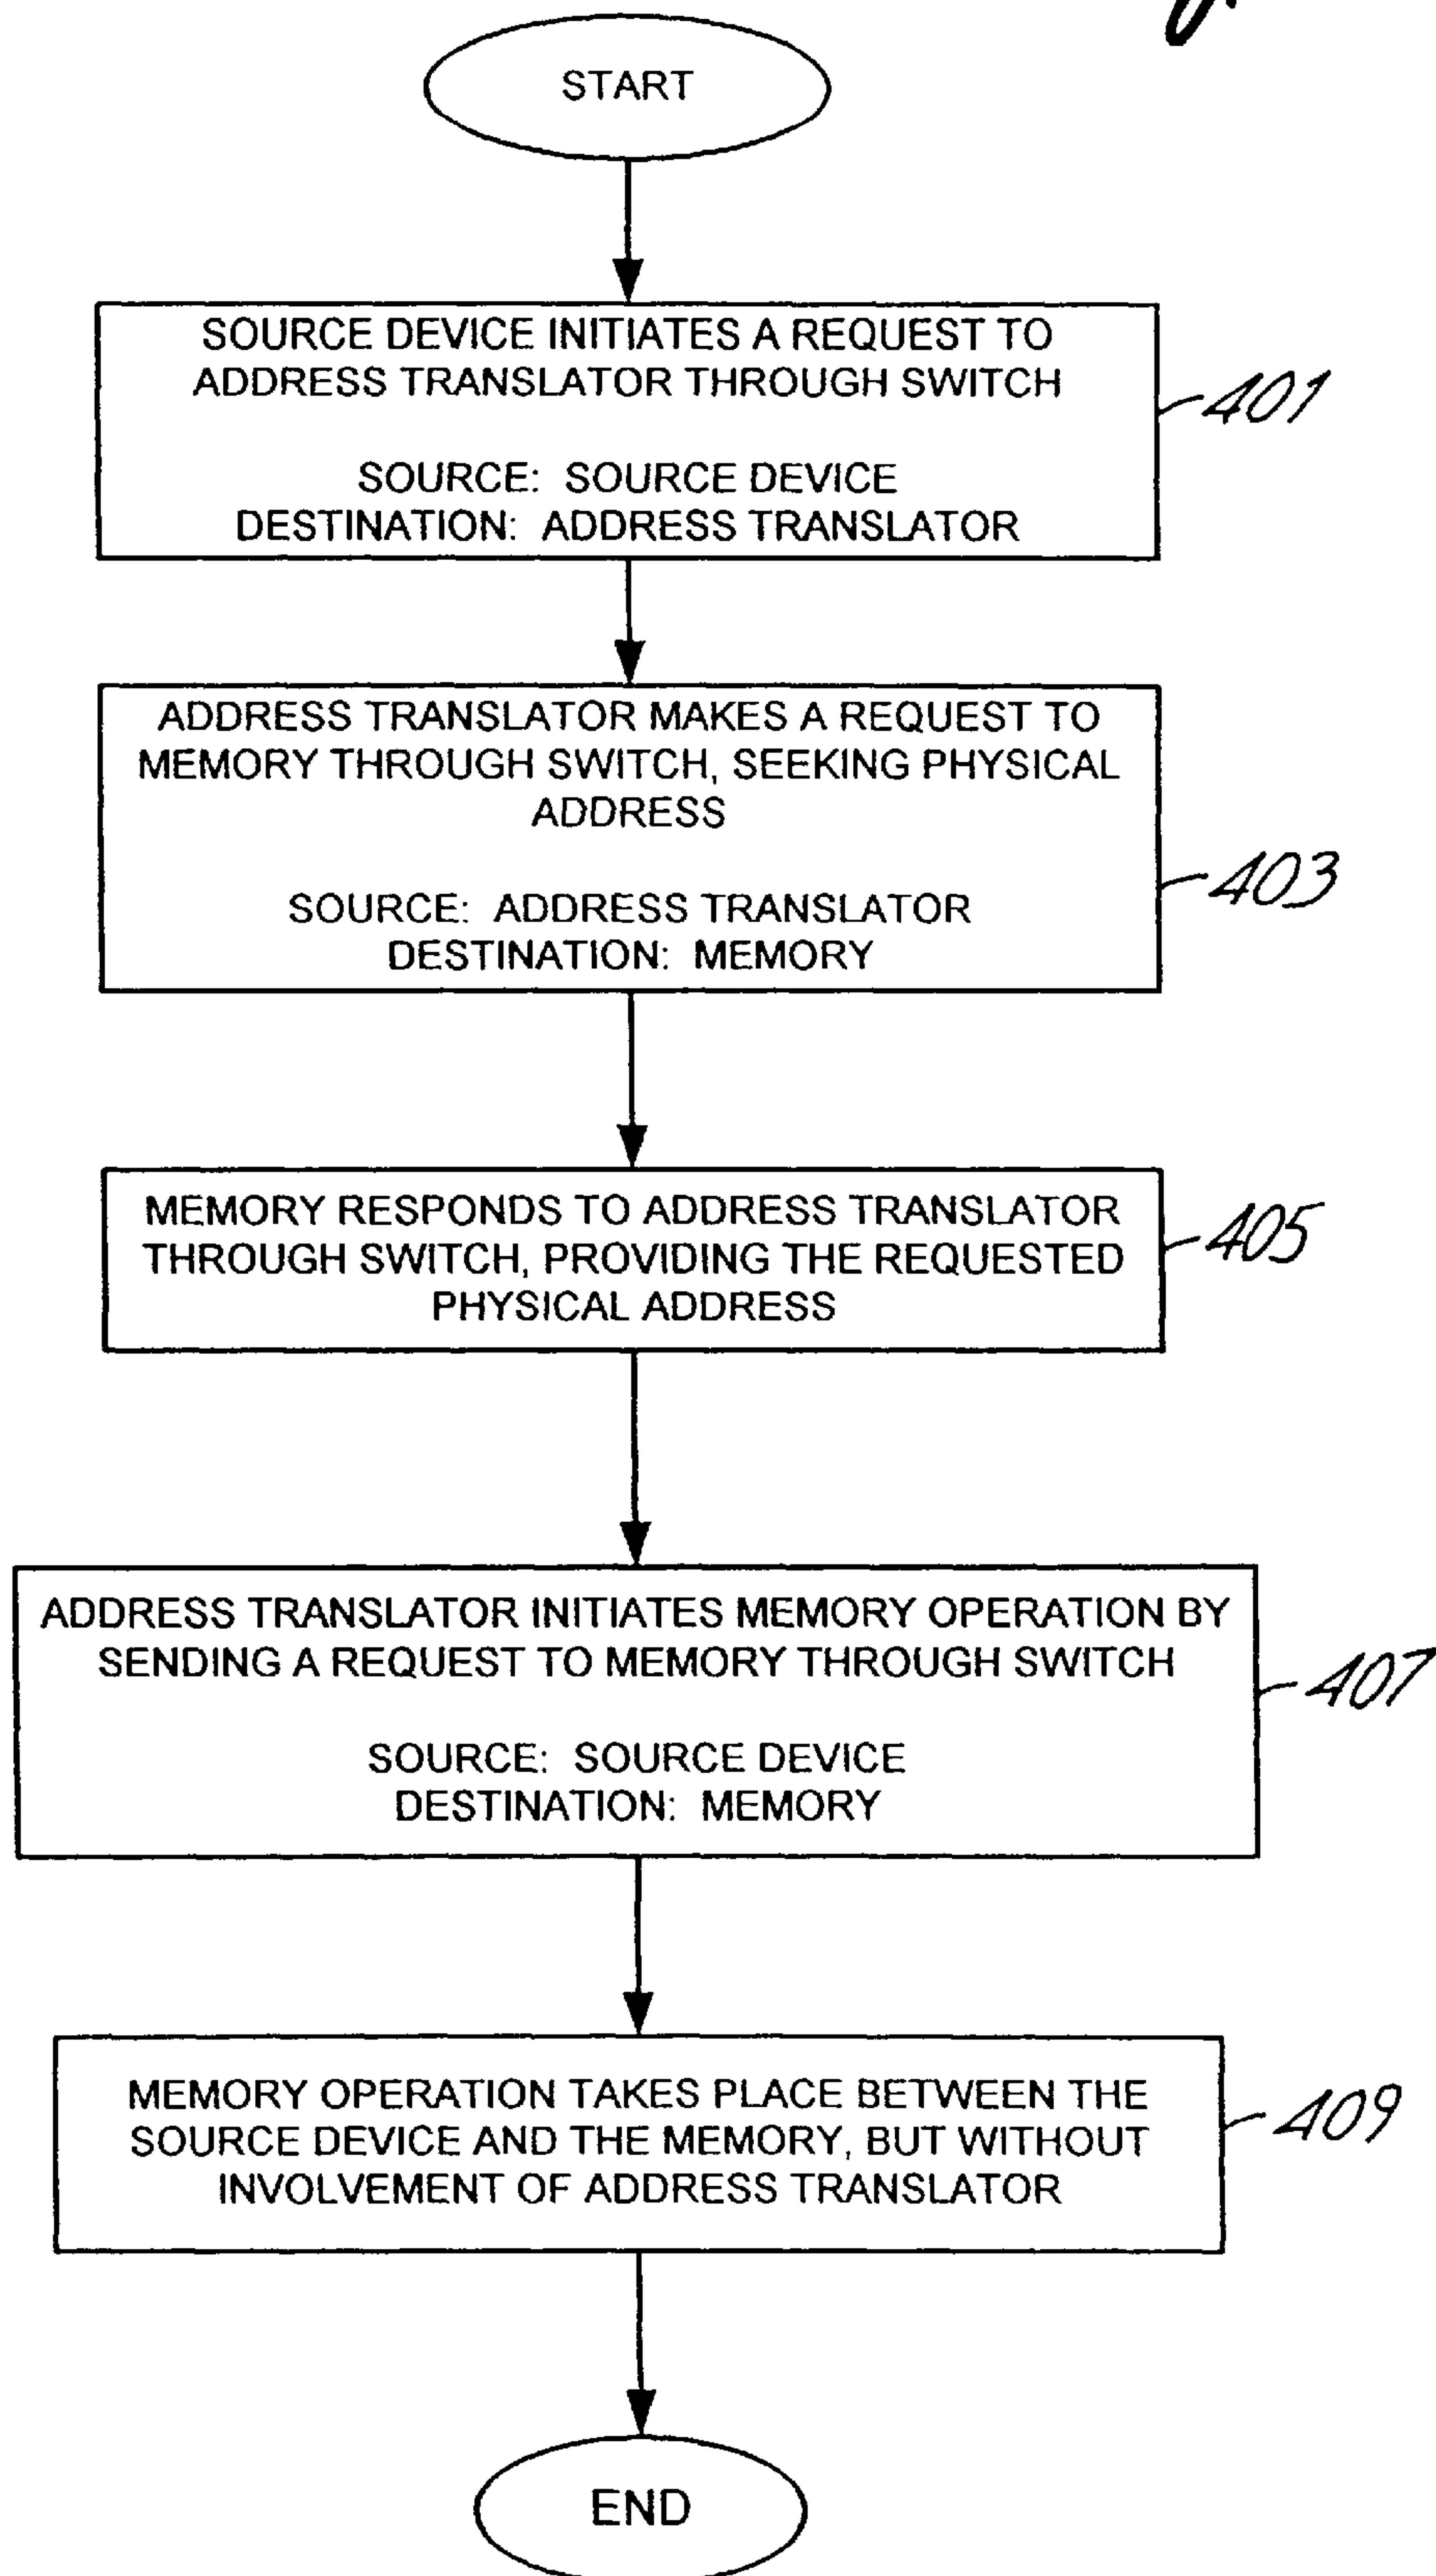 START
SOURCE DEVICE INITIATES A REQUEST TO
ADDRESS TRANSLATOR THROUGH SWITCH
SOURCE: SOURCE DEVICE
DESTINATION: ADDRESS TRANSLATOR
401
ADDRESS TRANSLATOR MAKES A REQUEST TO
MEMORY THROUGH SWITCH, SEEKING PHYSICAL
ADDRESS
SOURCE: ADDRESS TRANSLATOR
DESTINATION: MEMORY
403
MEMORY RESPONDS TO ADDRESS TRANSLATOR
THROUGH SWITCH, PROVIDING THE REQUESTED
PHYSICAL ADDRESS
405
ADDRESS TRANSLATOR INITIATES MEMORY OPERATION BY
SENDING A REQUEST TO MEMORY THROUGH SWITCH
SOURCE: SOURCE DEVICE
DESTINATION: MEMORY
407
MEMORY OPERATION TAKES PLACE BETWEEN THE
SOURCE DEVICE AND THE MEMORY, BUT WITHOUT
INVOLVEMENT OF ADDRESS TRANSLATOR
409
END